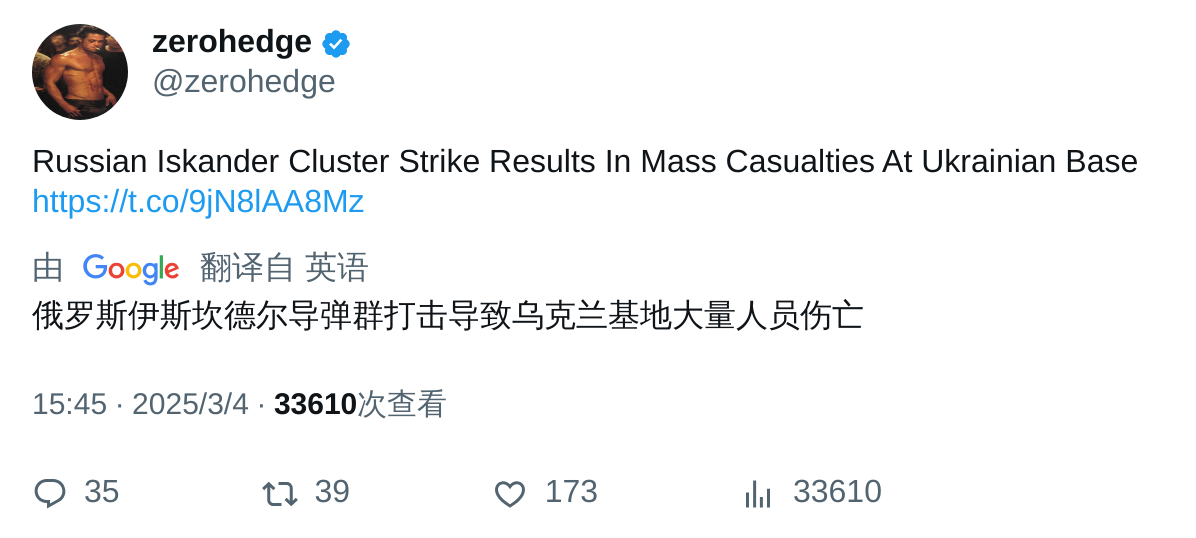 zerohedge
@zerohedge
Russian Iskander Cluster Strike Results In Mass Casualties At Ukrainian Base
https://t.co/9jN8lAA8Mz
由 Google 翻译自 英语
俄罗斯伊斯坎德尔导弹群打击导致乌克兰基地大量人员伤亡
15:45 · 2025/3/4 · 33610次查看
35 39 173 33610